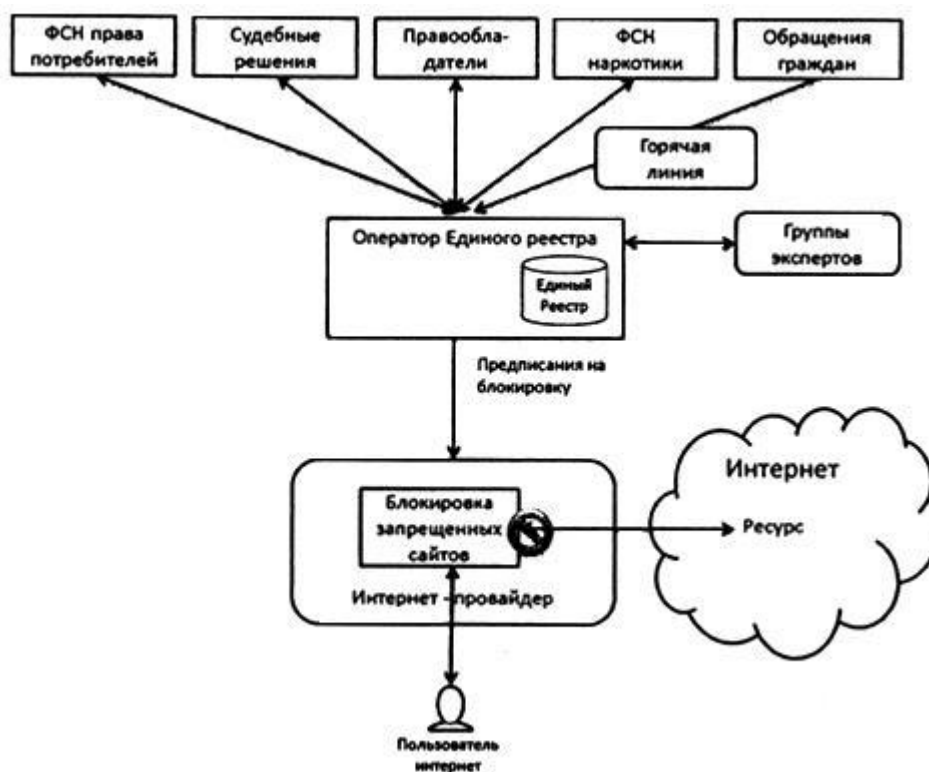 ФСН права
потребителей
Судебные
решения
Правообла-
датели
ФСН
наркотики
Обращения
граждан
Горячая
линия
Оператор Единого реестра
Единый
Реестр
Группы
экспертов
Предписания на
блокировку
Интернет
Ресурс
Блокировка
запрещенных
сайтов
Интернет -провайдер
Пользователь
интернет